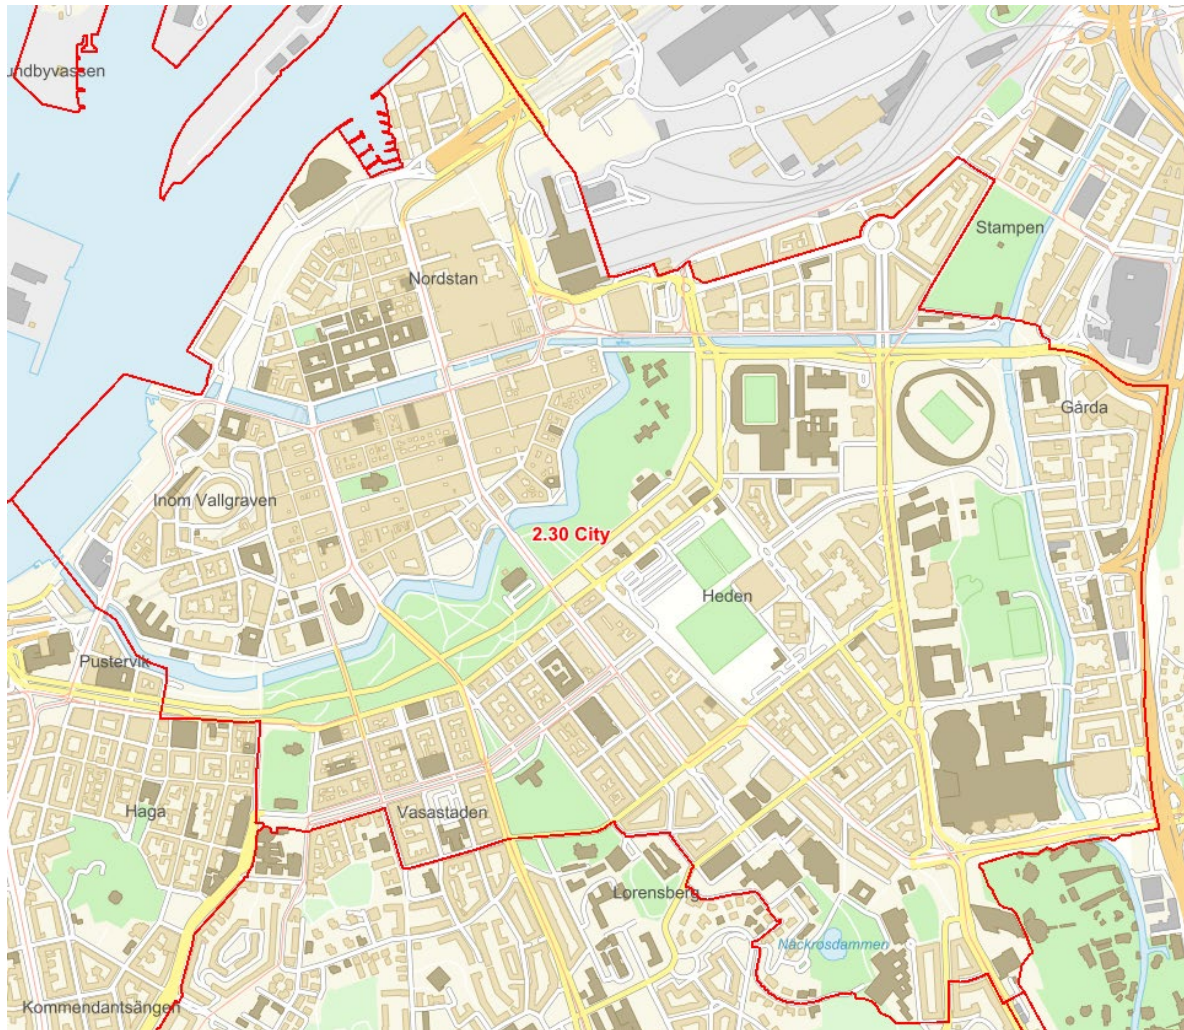 undbyvassen
Stampen
Nordstan
Gårda
Inom Vallgraven
2.30 City
Heden
Pustervik
Haga
Vasastaden
Lorensberg
Näckrosdammen
Kommendantsängen